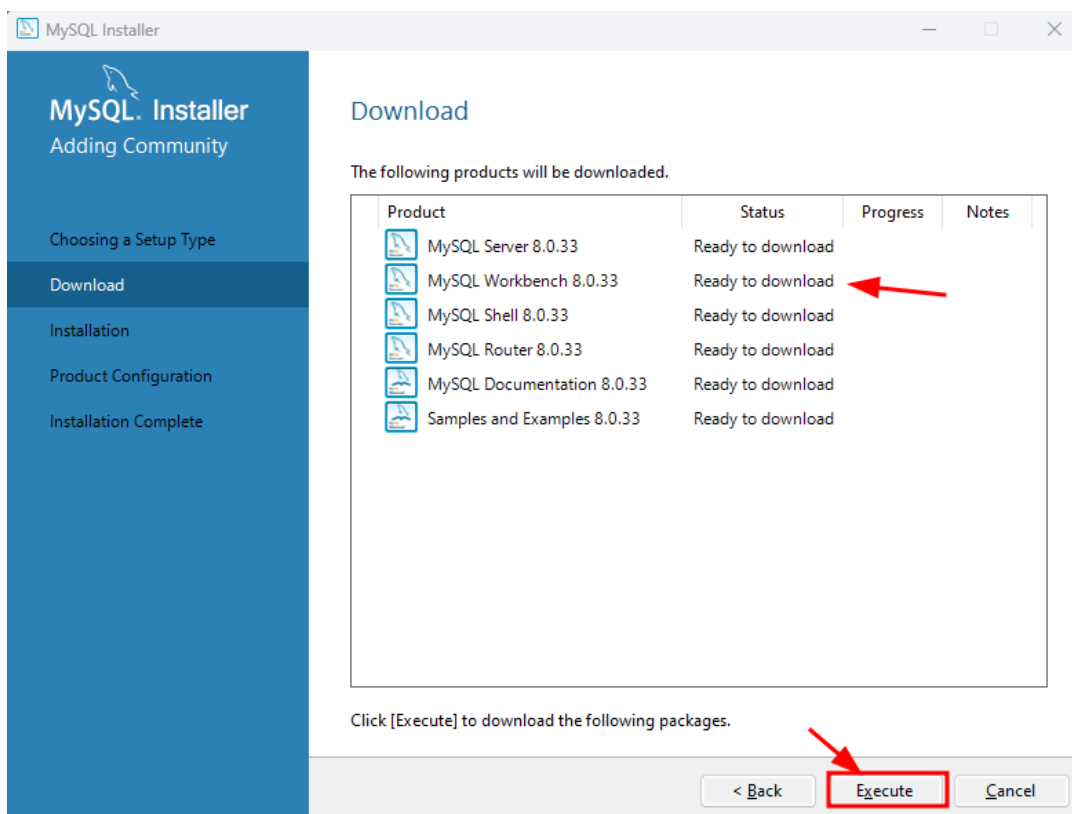 MySQL Installer
MySQL. Installer
Adding Community
Choosing a Setup Type
Download
Installation
Product Configuration
Installation Complete
Download
The following products will be downloaded.
Product Status Progress Notes
MySQL Server 8.0.33 Ready to download
MySQL Workbench 8.0.33 Ready to download
MySQL Shell 8.0.33 Ready to download
MySQL Router 8.0.33 Ready to download
MySQL Documentation 8.0.33 Ready to download
Samples and Examples 8.0.33 Ready to download
Click [Execute] to download the following packages.
< Back Execute Cancel